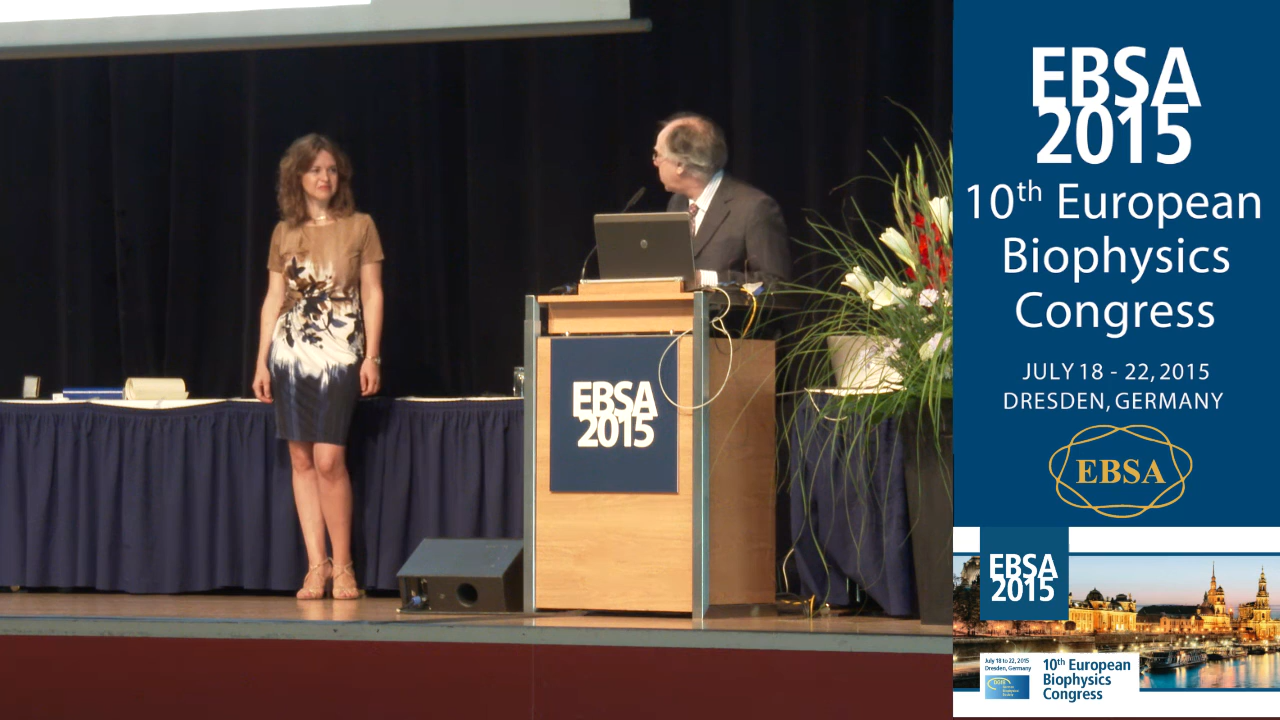 EBSA
2015
EBSA
2015
10th European
Biophysics
Congress
JULY 18 - 22, 2015
DRESDEN, GERMANY
EBSA
EBSA
2015
July 18 to 22, 2015
Dresden, Germany
10th European
Biophysics
Congress